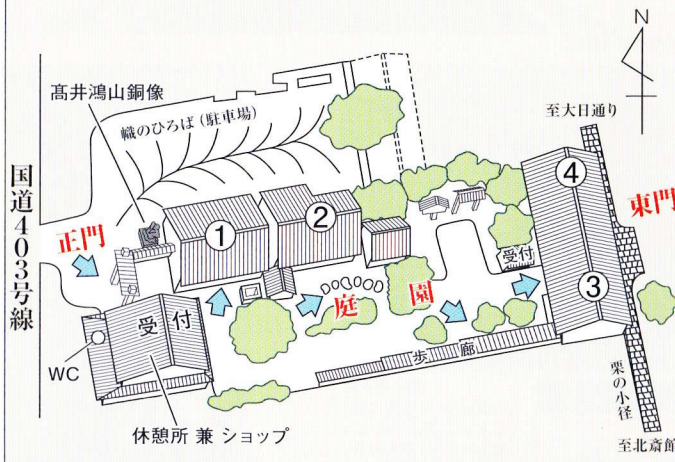 N
髙井鴻山銅像
幟のひろば(駐車場)
至大日通り
国道403号線
正門
①
②
④
東門
受付
受付
庭園
③
WC
歩廊
栗の小径
休憩所 兼 ショップ
至北斎館